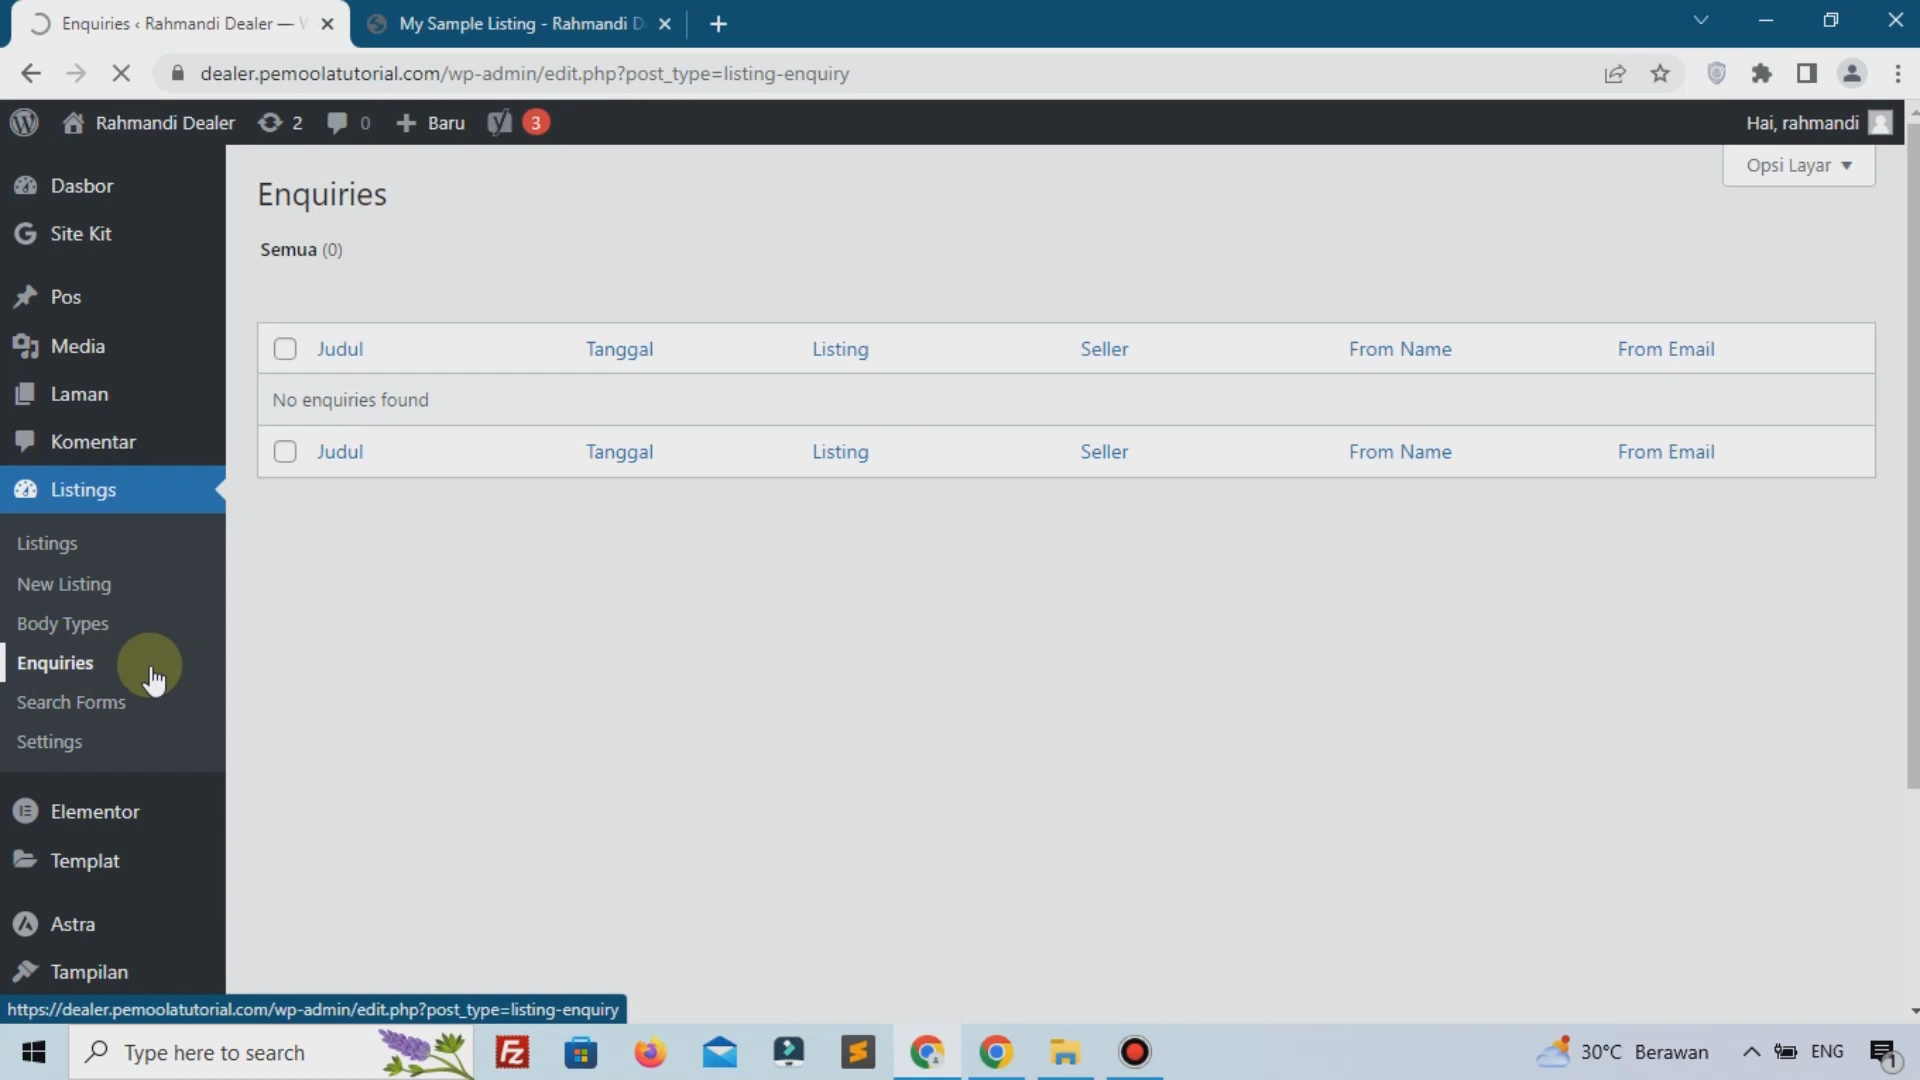 Enquiries ‹ Rahmandi Dealer —
My Sample Listing - Rahmandi D
dealer.pemoolatutorial.com/wp-admin/edit.php?post_type=listing-enquiry
Rahmandi Dealer
2
0
Baru
3
Hai, rahmandi
Opsi Layar
Dasbor
Site Kit
Pos
Media
Laman
Komentar
Listings
Listings
New Listing
Body Types
Enquiries
Search Forms
Settings
Elementor
Templat
Astra
Tampilan
Enquiries
Semua (0)
Judul Tanggal Listing Seller From Name From Email
No enquiries found
Judul Tanggal Listing Seller From Name From Email
https://dealer.pemoolatutorial.com/wp-admin/edit.php?post_type=listing-enquiry
Type here to search
30°C Berawan
ENG
1